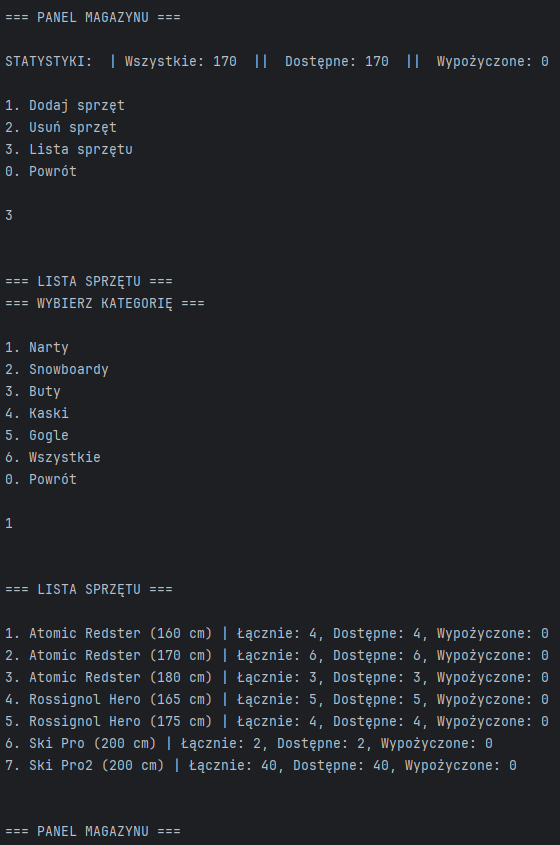 === PANEL MAGAZYNU ===
STATYSTYKI:  | Wszystkie: 170  ||  Dostępne: 170  ||  Wypożyczone: 0
1. Dodaj sprzęt
2. Usuń sprzęt
3. Lista sprzętu
0. Powrót
3
=== LISTA SPRZĘTU ===
=== WYBIERZ KATEGORIĘ ===
1. Narty
2. Snowboardy
3. Buty
4. Kaski
5. Gogle
6. Wszystkie
0. Powrót
1
=== LISTA SPRZĘTU ===
1. Atomic Redster (160 cm) | Łącznie: 4, Dostępne: 4, Wypożyczone: 0
2. Atomic Redster (170 cm) | Łącznie: 6, Dostępne: 6, Wypożyczone: 0
3. Atomic Redster (180 cm) | Łącznie: 3, Dostępne: 3, Wypożyczone: 0
4. Rossignol Hero (165 cm) | Łącznie: 5, Dostępne: 5, Wypożyczone: 0
5. Rossignol Hero (175 cm) | Łącznie: 4, Dostępne: 4, Wypożyczone: 0
6. Ski Pro (200 cm) | Łącznie: 2, Dostępne: 2, Wypożyczone: 0
7. Ski Pro2 (200 cm) | Łącznie: 40, Dostępne: 40, Wypożyczone: 0
=== PANEL MAGAZYNU ===